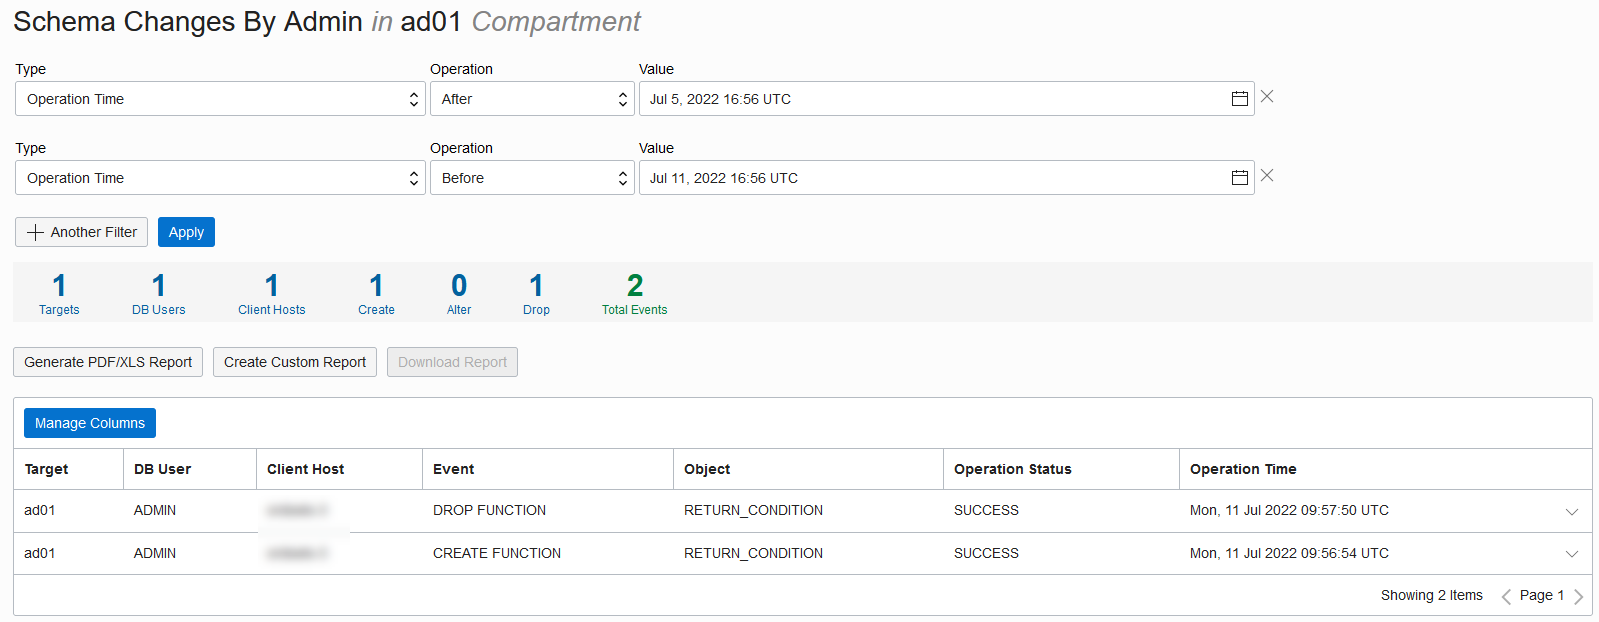 Schema Changes By Admin in ad01 Compartment
Type Operation Value
Operation Time After Jul 5, 2022 16:56 UTC
Type Operation Value
Operation Time Before Jul 11, 2022 16:56 UTC
Another Filter Apply
1 1 1 1 0 1 2
Targets DB Users Client Hosts Create Alter Drop Total Events
Generate PDF/XLS Report Create Custom Report Download Report
Manage Columns
Target DB User Client Host Event Object Operation Status Operation Time
ad01 ADMIN DROP FUNCTION RETURN_CONDITION SUCCESS Mon, 11 Jul 2022 09:57:50 UTC
ad01 ADMIN CREATE FUNCTION RETURN_CONDITION SUCCESS Mon, 11 Jul 2022 09:56:54 UTC
Showing 2 Items Page 1